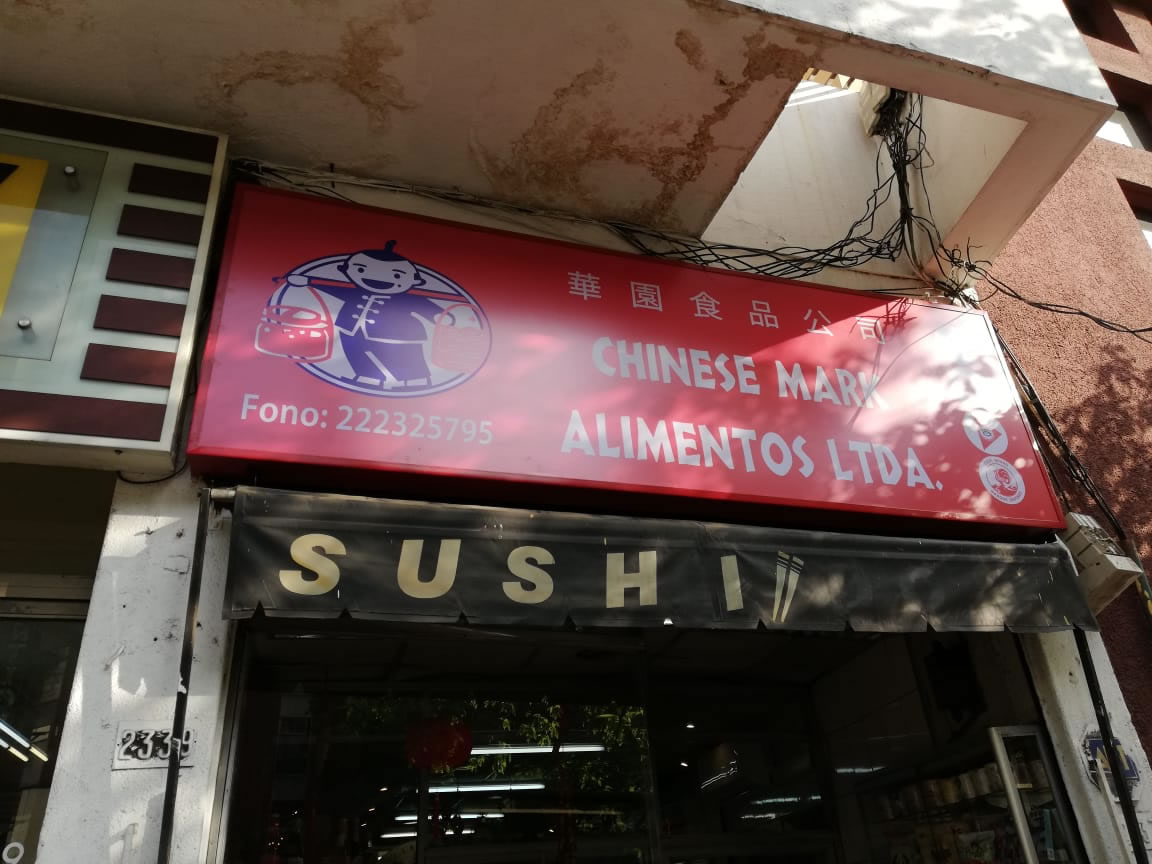 華園食品公司
CHINESE MARK
ALIMENTOS LTDA.
Fono: 222325795
SUSHI
2339